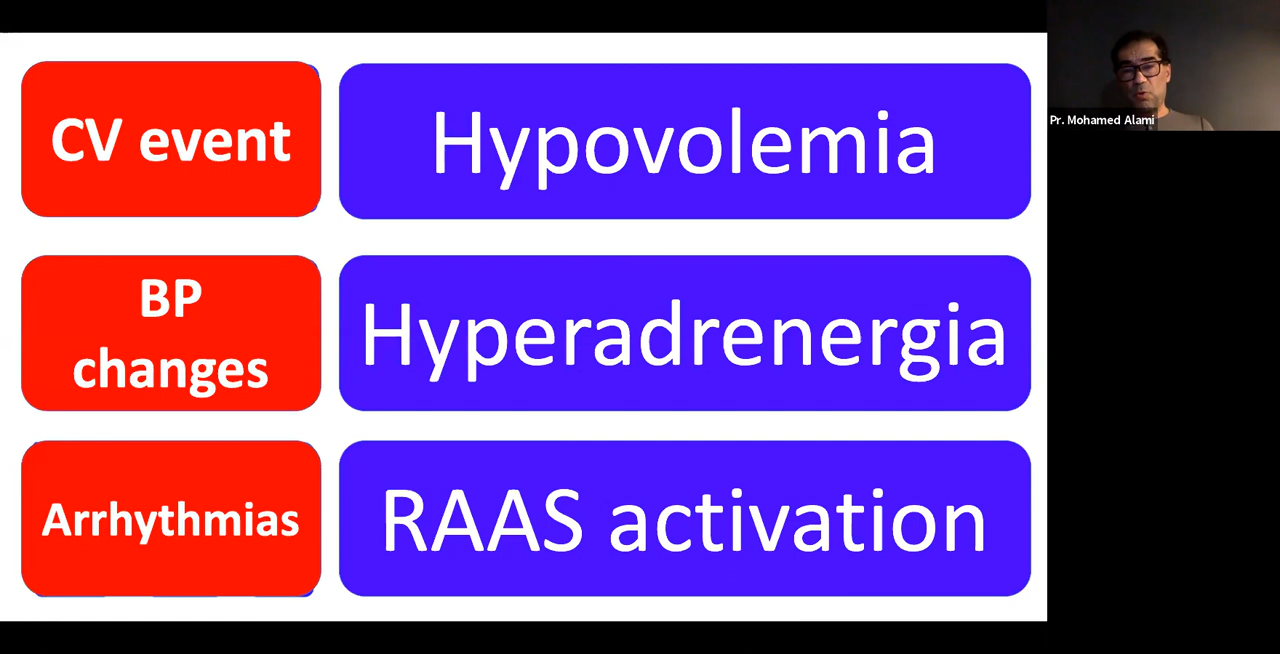 CV event
Hypovolemia
Pr. Mohamed Alami
BP
changes
Hyperadrenergia
Arrhythmias
RAAS activation